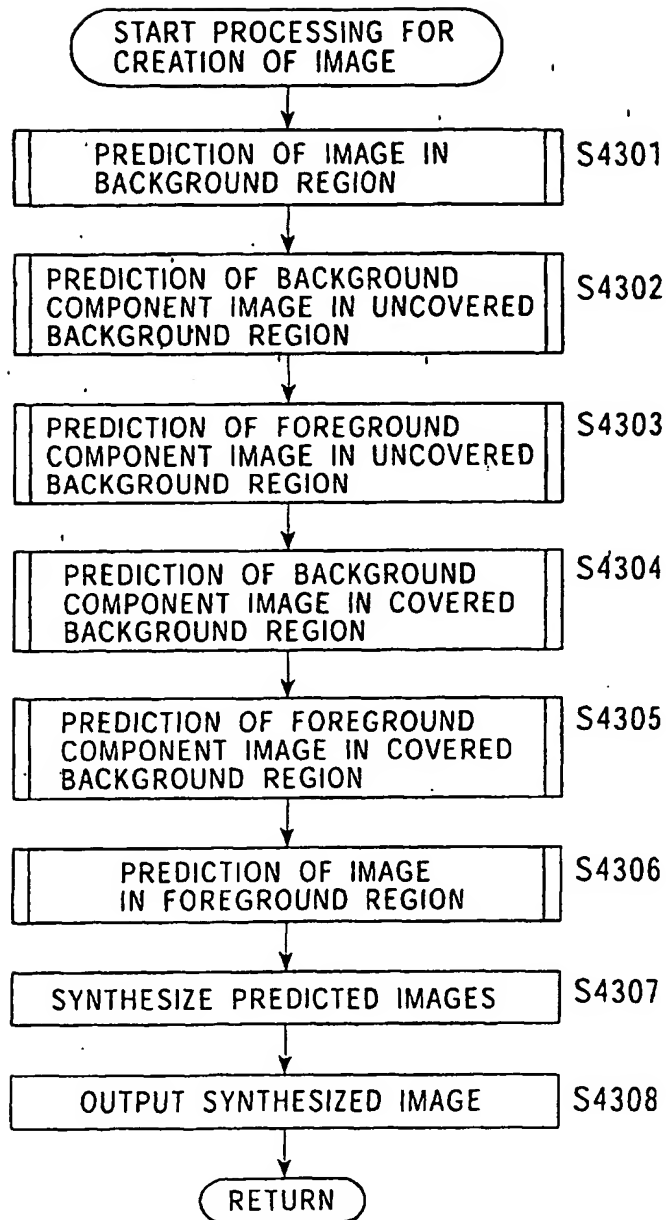 START PROCESSING FOR
CREATION OF IMAGE
PREDICTION OF IMAGE IN
BACKGROUND REGION
S4301
PREDICTION OF BACKGROUND
COMPONENT IMAGE IN UNCOVERED
BACKGROUND REGION
S4302
PREDICTION OF FOREGROUND
COMPONENT IMAGE IN UNCOVERED
BACKGROUND REGION
S4303
PREDICTION OF BACKGROUND
COMPONENT IMAGE IN COVERED
BACKGROUND REGION
S4304
PREDICTION OF FOREGROUND
COMPONENT IMAGE IN COVERED
BACKGROUND REGION
S4305
PREDICTION OF IMAGE
IN FOREGROUND REGION
S4306
SYNTHESIZE PREDICTED IMAGES
S4307
OUTPUT SYNTHESIZED IMAGE
S4308
RETURN